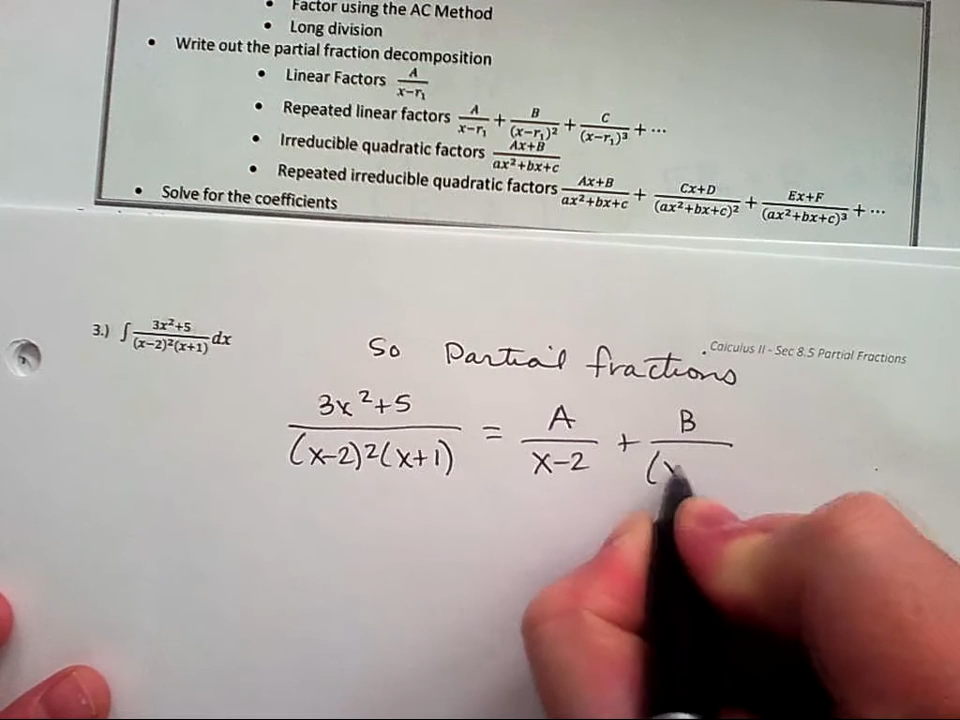 • Factor using the AC Method
• Long division
• Write out the partial fraction decomposition
• Linear Factors A/(x−r₁)
• Repeated linear factors A/(x−r₁) + B/(x−r₁)² + C/(x−r₁)³ + ⋯
• Irreducible quadratic factors (Ax+B)/(ax²+bx+c)
• Repeated irreducible quadratic factors (Ax+B)/(ax²+bx+c) + (Cx+D)/(ax²+bx+c)² + (Ex+F)/(ax²+bx+c)³ + ⋯
• Solve for the coefficients
Calculus II - Sec 8.5 Partial Fractions
3.) ∫ (3x²+5)/((x−2)²(x+1)) dx
So Partial fractions
(3x²+5)/((x-2)²(x+1)) = A/(x-2) + B/(x